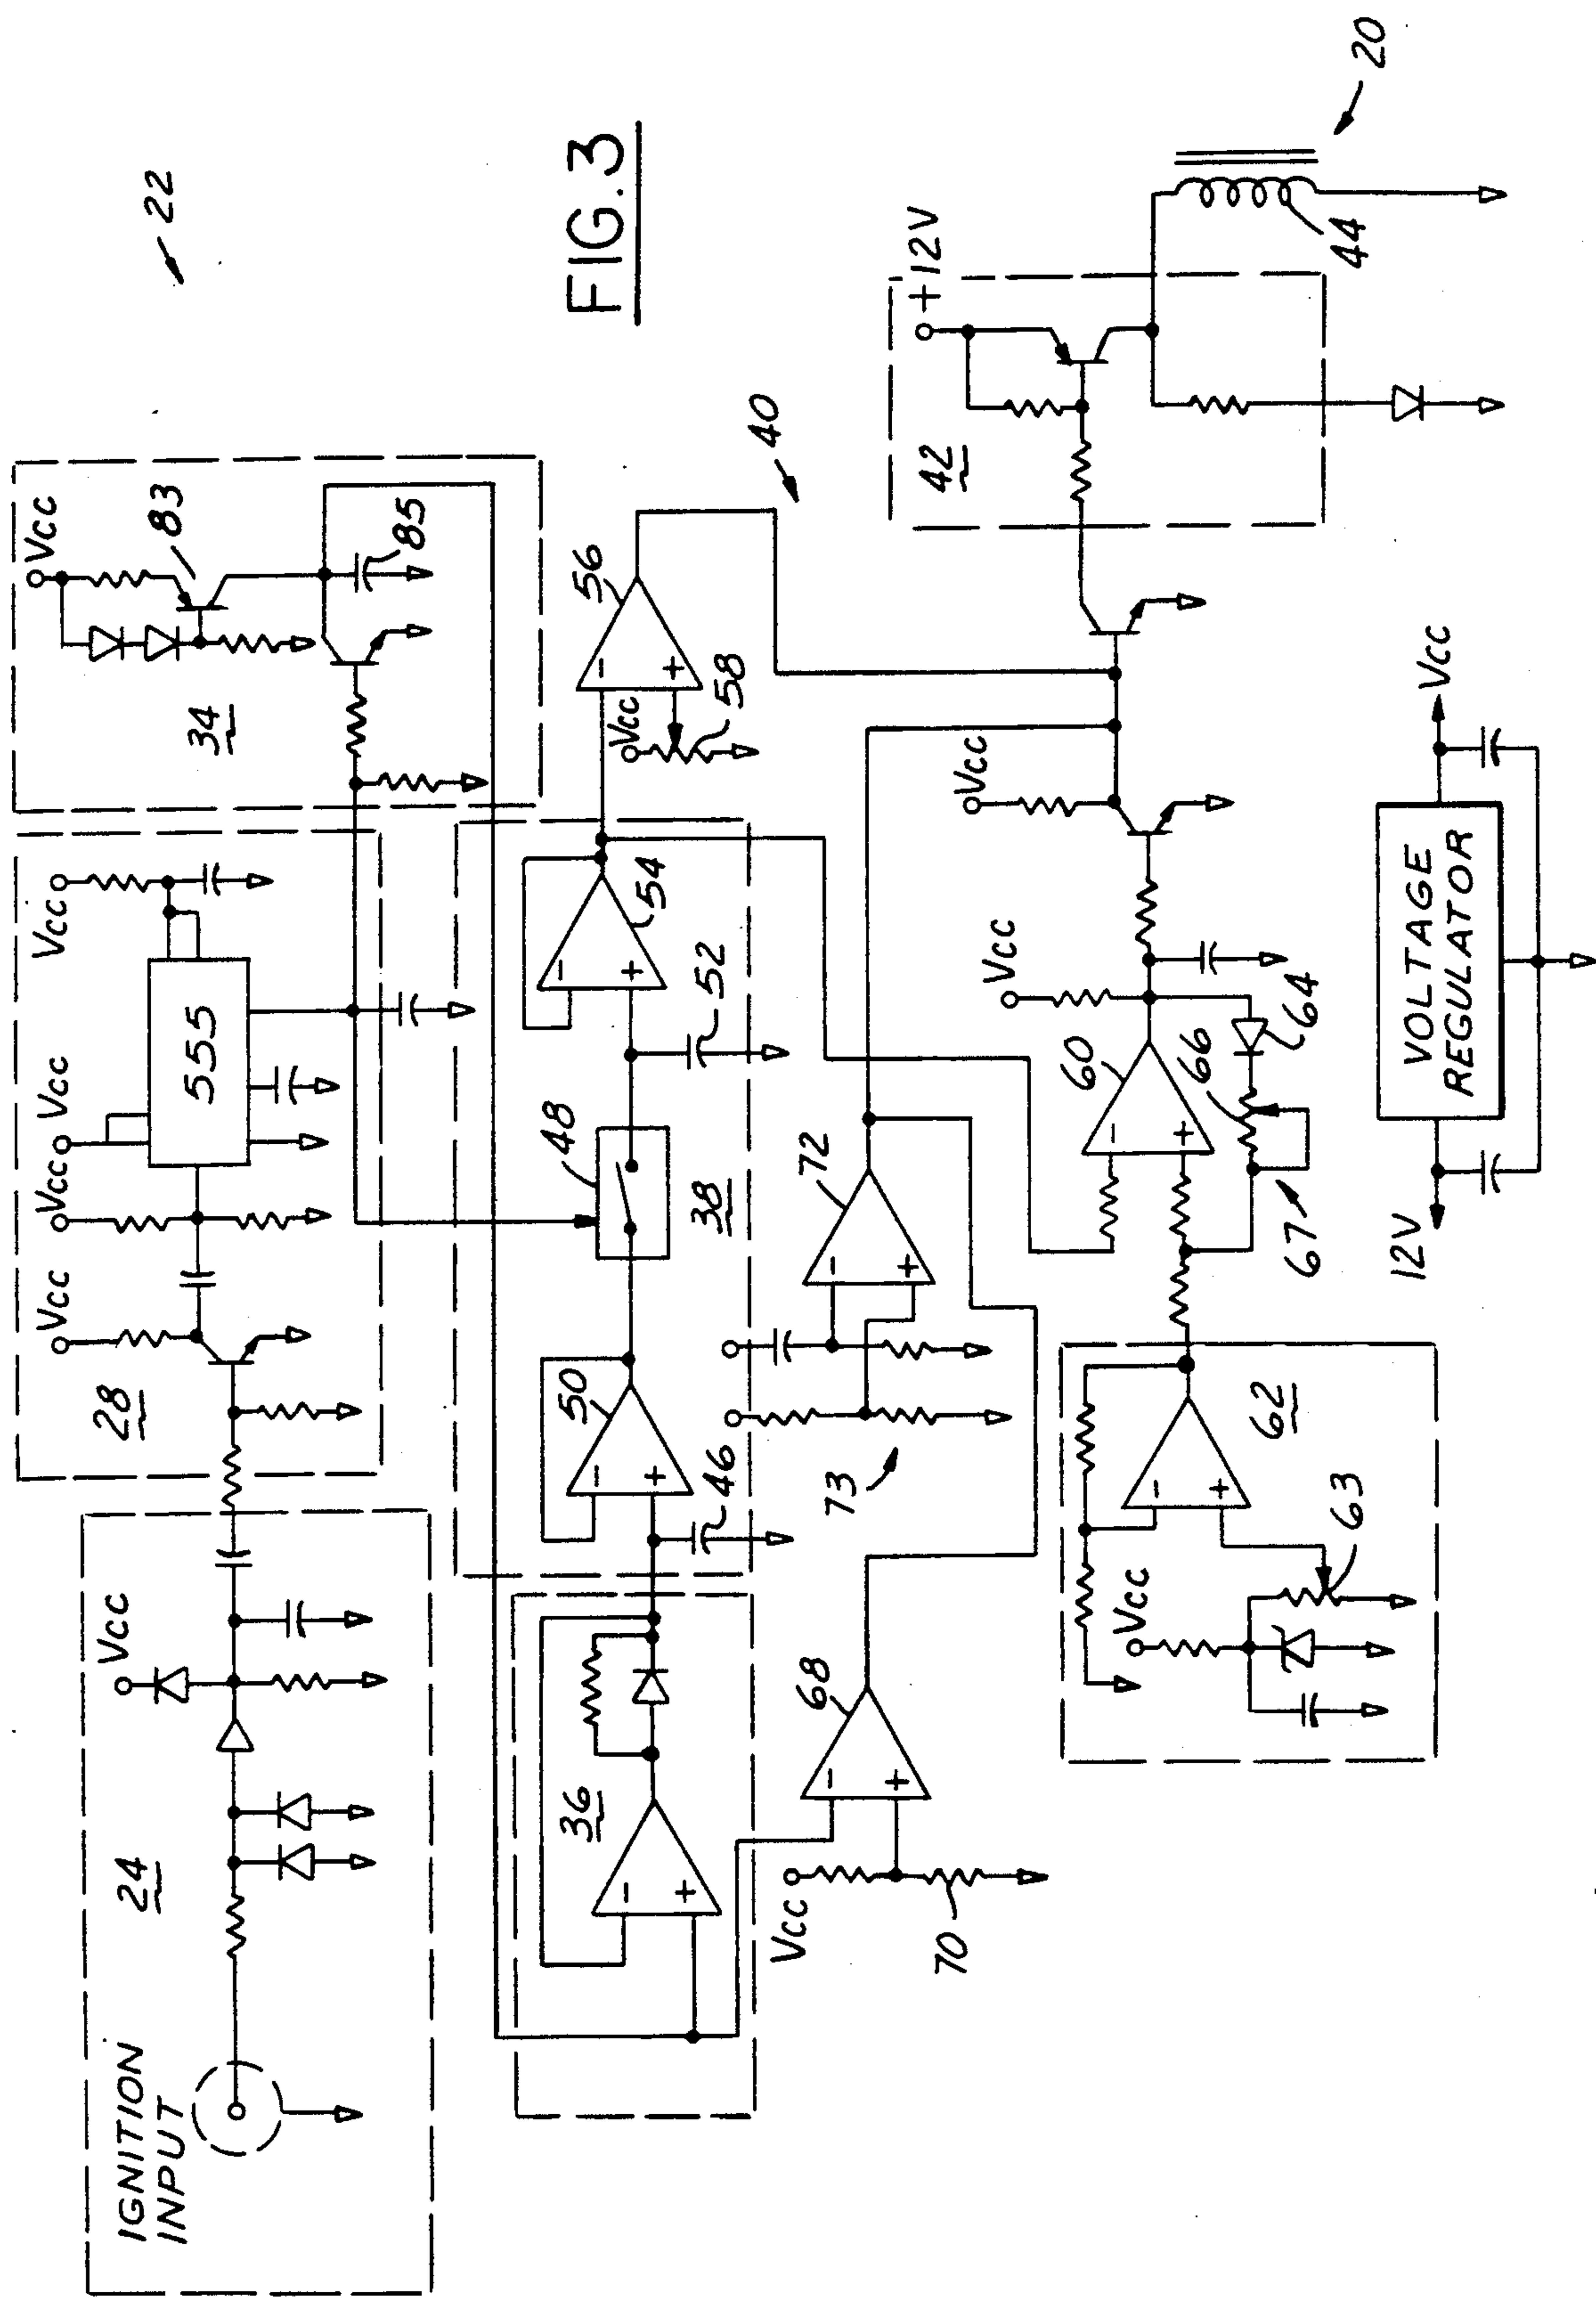 22
FIG. 3
20
IGNITION
INPUT
24
Vcc
28
Vcc
Vcc
Vcc
555
Vcc
34
Vcc
83
85
36
-
+
46
50
-
+
48
38
52
54
-
+
56
-
+
Vcc
58
40
68
-
+
Vcc
70
73
72
-
+
62
-
+
Vcc
63
60
-
+
67
66
64
Vcc
Vcc
42
+12V
44
12V
VOLTAGE
REGULATOR
Vcc